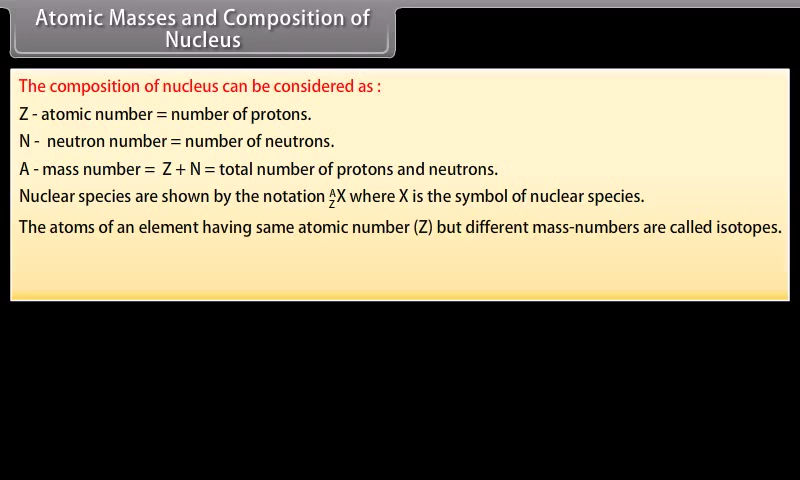 Atomic Masses and Composition of
Nucleus
The composition of nucleus can be considered as :
Z - atomic number = number of protons.
N - neutron number = number of neutrons.
A - mass number = Z + N = total number of protons and neutrons.
Nuclear species are shown by the notation ᴬ_ZX where X is the symbol of nuclear species.
The atoms of an element having same atomic number (Z) but different mass-numbers are called isotopes.